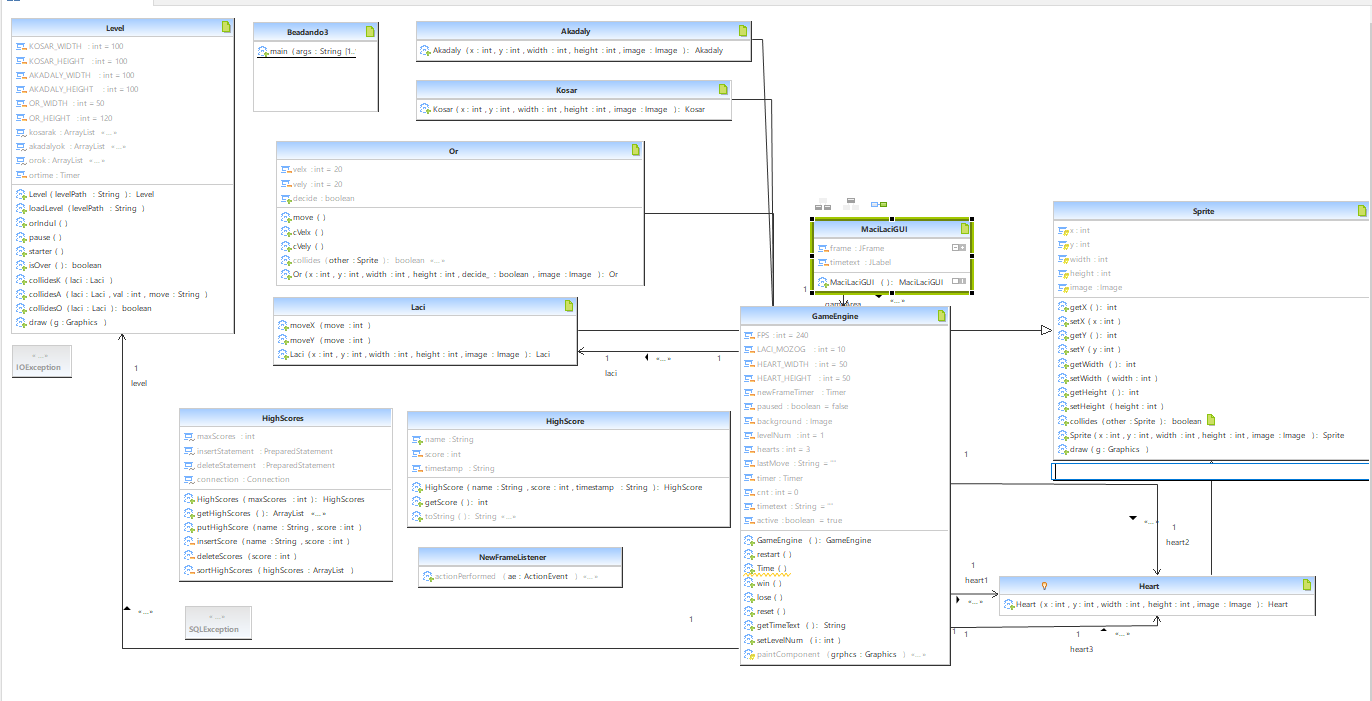 Level
KOSAR_WIDTH : int = 100
KOSAR_HEIGHT : int = 100
AKADALY_WIDTH : int = 100
AKADALY_HEIGHT : int = 100
OR_WIDTH : int = 50
OR_HEIGHT : int = 120
kosarak : ArrayList «...»
akadalyok : ArrayList «...»
orok : ArrayList «...»
ortime : Timer
Level ( levelPath : String ) : Level
loadLevel ( levelPath : String )
orIndul ( )
pause ( )
starter ( )
isOver ( ) : boolean
collidesK ( laci : Laci )
collidesA ( laci : Laci , val : int , move : String )
collidesO ( laci : Laci ) : boolean
draw ( g : Graphics )
«...»
IOException
Beadando3
main ( args : String [1..
Akadaly
Akadaly ( x : int , y : int , width : int , height : int , image : Image ) : Akadaly
Kosar
Kosar ( x : int , y : int , width : int , height : int , image : Image ) : Kosar
Or
velx : int = 20
vely : int = 20
decide : boolean
move ( )
cVelx ( )
cVely ( )
collides ( other : Sprite ) : boolean «...»
Or ( x : int , y : int , width : int , height : int , decide_ : boolean , image : Image ) : Or
Laci
moveX ( move : int )
moveY ( move : int )
Laci ( x : int , y : int , width : int , height : int , image : Image ) : Laci
1
laci
«...»
1
1
level
MaciLaciGUI
frame : JFrame
timetext : JLabel
MaciLaciGUI ( ) : MaciLaciGUI
1
gameArea
«...»
GameEngine
FPS : int = 240
LACI_MOZOG : int = 10
HEART_WIDTH : int = 50
HEART_HEIGHT : int = 50
newFrameTimer : Timer
paused : boolean = false
background : Image
levelNum : int = 1
hearts : int = 3
lastMove : String = ""
timer : Timer
cnt : int = 0
timetext : String = ""
active : boolean = true
GameEngine ( ) : GameEngine
restart ( )
Time ( )
win ( )
lose ( )
reset ( )
getTimeText ( ) : String
setLevelNum ( i : int )
paintComponent ( grphcs : Graphics ) «...»
Sprite
x : int
y : int
width : int
height : int
image : Image
getX ( ) : int
setX ( x : int )
getY ( ) : int
setY ( y : int )
getWidth ( ) : int
setWidth ( width : int )
getHeight ( ) : int
setHeight ( height : int )
collides ( other : Sprite ) : boolean
Sprite ( x : int , y : int , width : int , height : int , image : Image ) : Sprite
draw ( g : Graphics )
HighScores
maxScores : int
insertStatement : PreparedStatement
deleteStatement : PreparedStatement
connection : Connection
HighScores ( maxScores : int ) : HighScores
getHighScores ( ) : ArrayList «...»
putHighScore ( name : String , score : int )
insertScore ( name : String , score : int )
deleteScores ( score : int )
sortHighScores ( highScores : ArrayList )
HighScore
name : String
score : int
timestamp : String
HighScore ( name : String , score : int , timestamp : String ) : HighScore
getScore ( ) : int
toString ( ) : String «...»
NewFrameListener
actionPerformed ( ae : ActionEvent ) «...»
«...»
«...»
SQLException
1
1
«...»
1
heart2
1
heart1
«...»
Heart
Heart ( x : int , y : int , width : int , height : int , image : Image ) : Heart
1
1
1
«...»
heart3